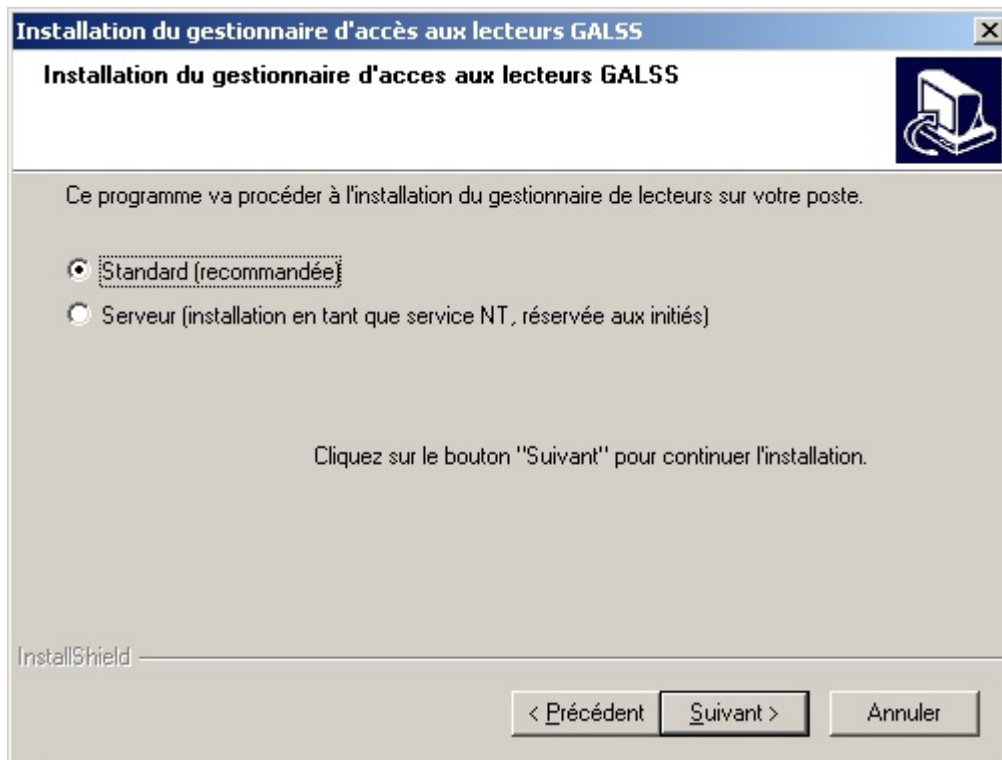 Installation du gestionnaire d'accès aux lecteurs GALSS
Installation du gestionnaire d'acces aux lecteurs GALSS
Ce programme va procéder à l'installation du gestionnaire de lecteurs sur votre poste.
Standard (recommandée)
Serveur (installation en tant que service NT, réservée aux initiés)
Cliquez sur le bouton "Suivant" pour continuer l'installation.
InstallShield
< Précédent
Suivant >
Annuler